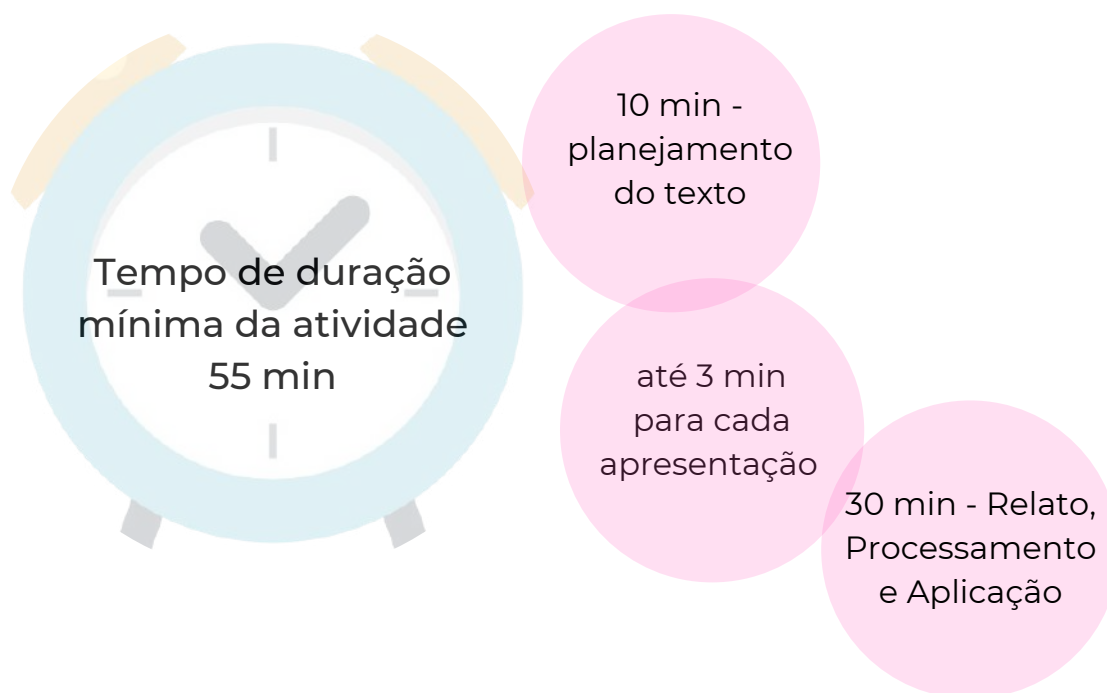 Tempo de duração
mínima da atividade
55 min
10 min -
planejamento
do texto
até 3 min
para cada
apresentação
30 min - Relato,
Processamento
e Aplicação